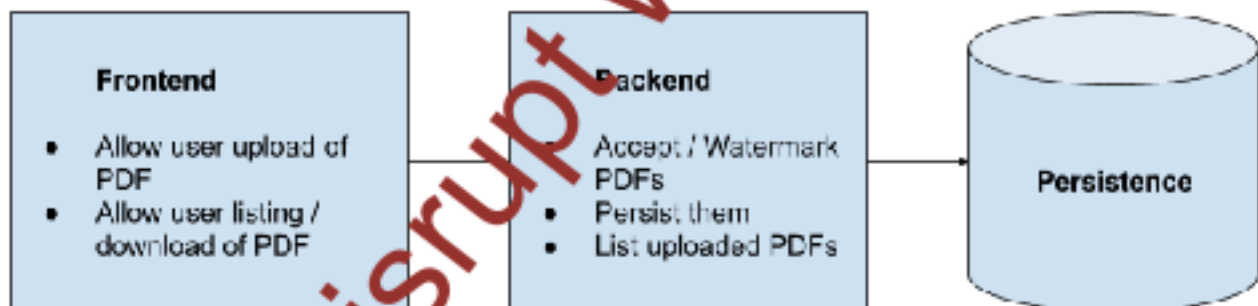 Frontend
• Allow user upload of
PDF
• Allow user listing /
download of PDF
Backend
• Accept / Watermark
PDFs
• Persist them
• List uploaded PDFs
Persistence
isrupt